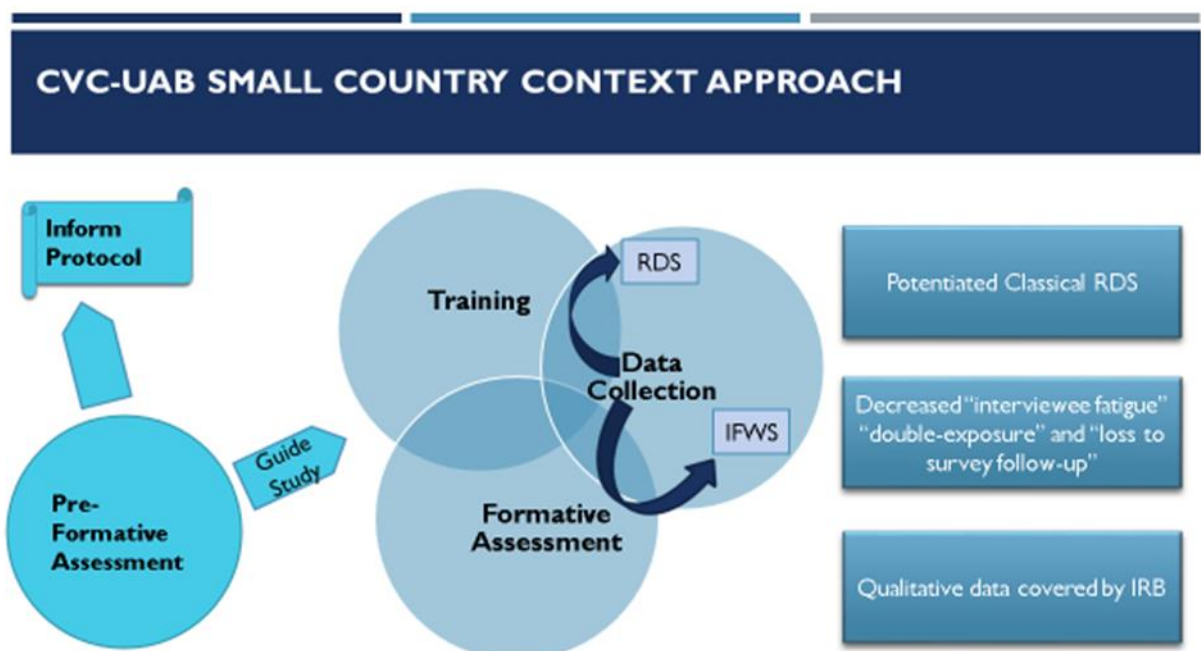 CVC-UAB SMALL COUNTRY CONTEXT APPROACH
Inform
Protocol
Guide
Study
Pre-
Formative
Assessment
Training
RDS
Data
Collection
IFWS
Formative
Assessment
Potentiated Classical RDS
Decreased "interviewee fatigue"
"double-exposure" and "loss to
survey follow-up"
Qualitative data covered by IRB